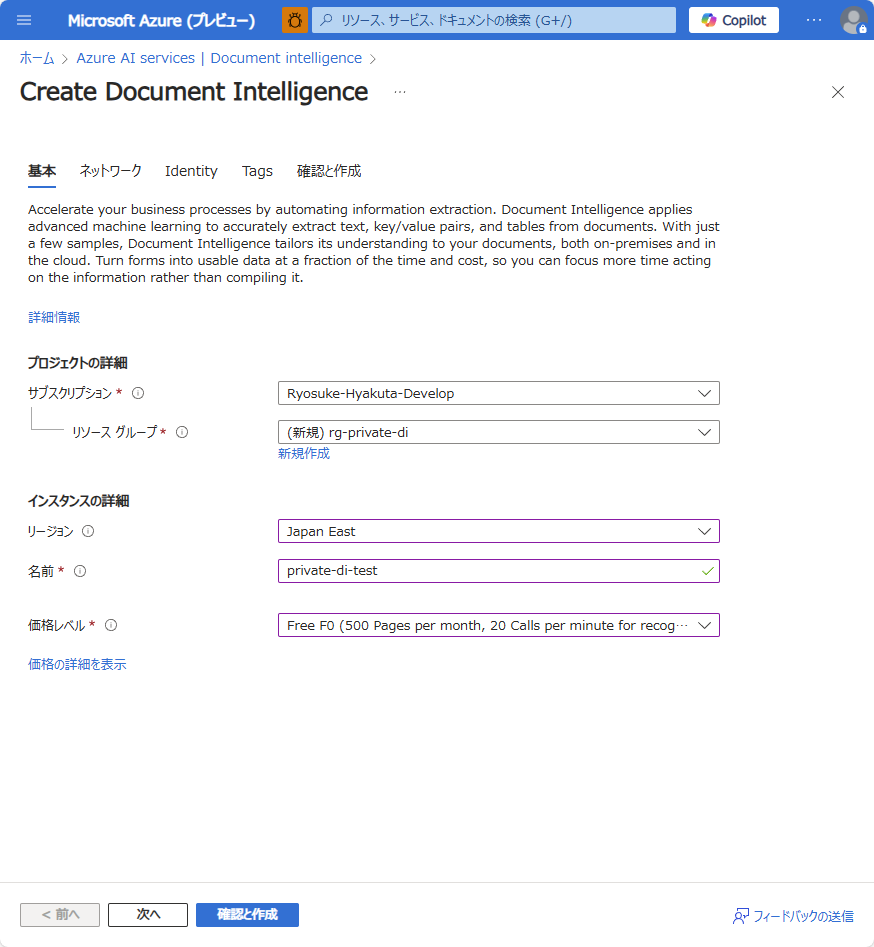 Microsoft Azure (プレビュー)
リソース、サービス、ドキュメントの検索 (G+/)
Copilot
ホーム > Azure AI services | Document intelligence >
Create Document Intelligence ...
基本 ネットワーク Identity Tags 確認と作成
Accelerate your business processes by automating information extraction. Document Intelligence applies
advanced machine learning to accurately extract text, key/value pairs, and tables from documents. With just
a few samples, Document Intelligence tailors its understanding to your documents, both on-premises and in
the cloud. Turn forms into usable data at a fraction of the time and cost, so you can focus more time acting
on the information rather than compiling it.
詳細情報
プロジェクトの詳細
サブスクリプション *
Ryosuke-Hyakuta-Develop
リソース グループ *
(新規) rg-private-di
新規作成
インスタンスの詳細
リージョン
Japan East
名前 *
private-di-test
価格レベル *
Free F0 (500 Pages per month, 20 Calls per minute for recog…
価格の詳細を表示
< 前へ
次へ
確認と作成
フィードバックの送信